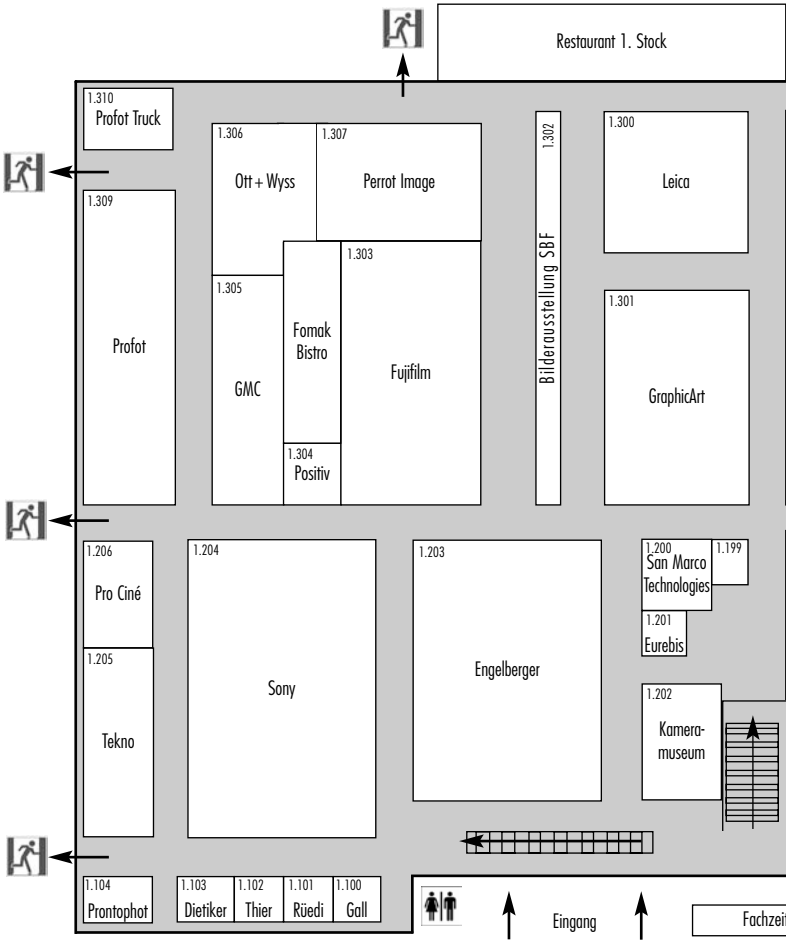 Restaurant 1. Stock
1.310
Profot Truck
1.306
Ott + Wyss
1.307
Perrot Image
1.302
Bilderausstellung SBF
1.300
Leica
1.309
Profot
1.305
GMC
Fomak
Bistro
1.303
Fujifilm
1.304
Positiv
1.301
GraphicArt
1.206
Pro Ciné
1.204
Sony
1.203
Engelberger
1.200
San Marco
Technologies
1.199
1.201
Eurebis
1.205
Tekno
1.202
Kamera-
museum
1.104
Prontophot
1.103
Dietiker
1.102
Thier
1.101
Rüedi
1.100
Gall
Eingang
Fachzeit